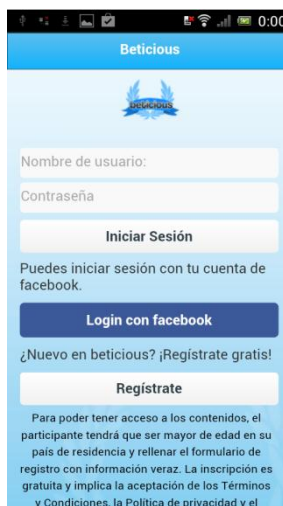 0:00
Beticious
beticious
Nombre de usuario:
Contraseña
Iniciar Sesión
Puedes iniciar sesión con tu cuenta de
facebook.
Login con facebook
¿Nuevo en beticious? ¡Regístrate gratis!
Regístrate
Para poder tener acceso a los contenidos, el
participante tendrá que ser mayor de edad en su
país de residencia y rellenar el formulario de
registro con información veraz. La inscripción es
gratuita y implica la aceptación de los Términos
y Condiciones, la Política de privacidad y el